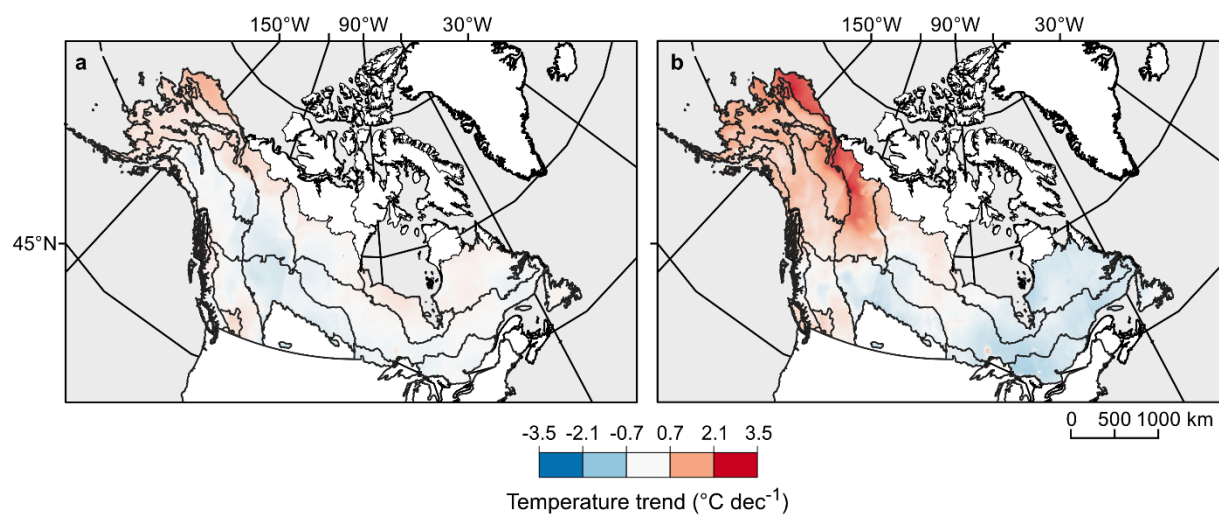 150°W 90°W 30°W 150°W 90°W 30°W
a b
45°N
0 500 1000 km
-3.5 -2.1 -0.7 0.7 2.1 3.5
Temperature trend (°C dec⁻¹)